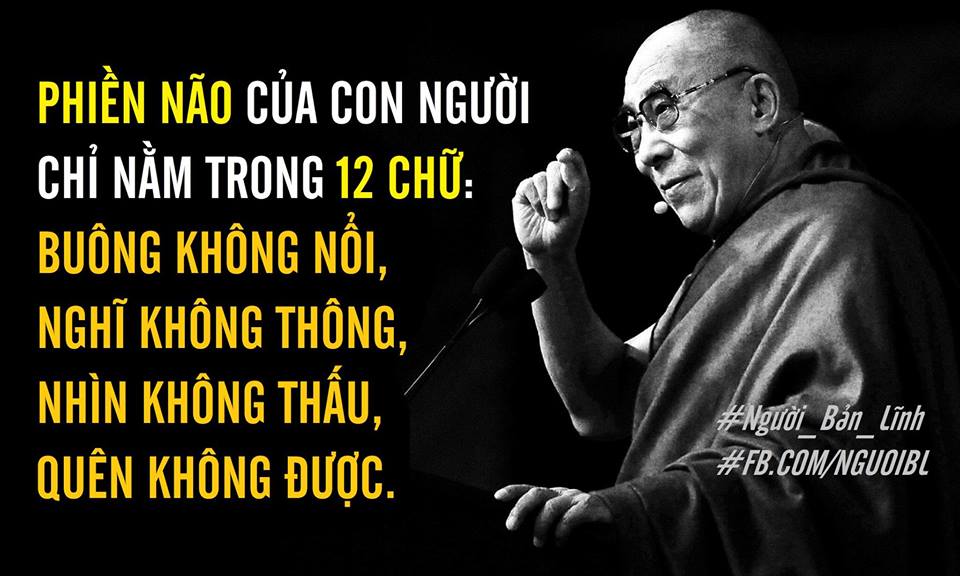 PHIỀN NÃO CỦA CON NGƯỜI
CHỈ NẰM TRONG 12 CHỮ:
BUÔNG KHÔNG NỔI,
NGHĨ KHÔNG THÔNG,
NHÌN KHÔNG THẤU,
QUÊN KHÔNG ĐƯỢC.
#Người_Bản_Lĩnh
#FB.COM/NGUOIBL